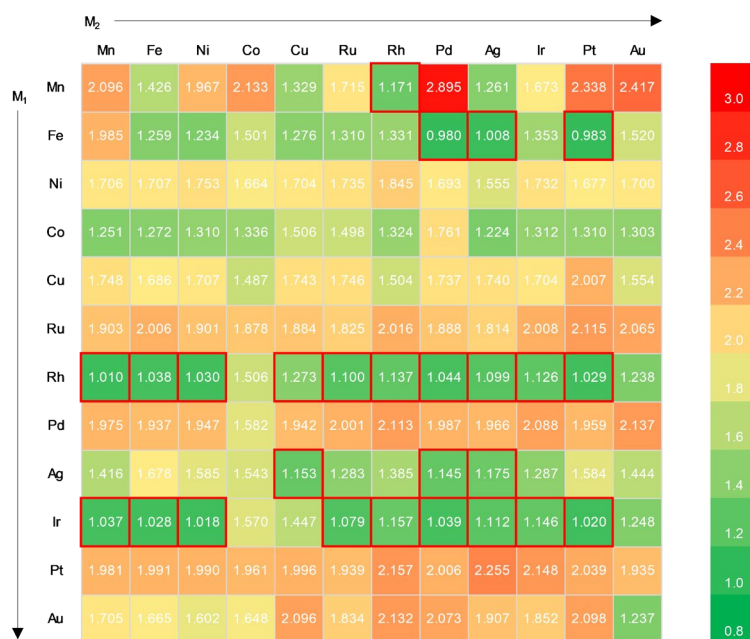 M2
Mn Fe Ni Co Cu Ru Rh Pd Ag Ir Pt Au
M1
Mn 2.096 1.426 1.967 2.133 1.329 1.715 1.171 2.895 1.261 1.673 2.338 2.417
Fe 1.985 1.259 1.234 1.501 1.276 1.310 1.331 0.980 1.008 1.353 0.983 1.520
Ni 1.706 1.707 1.753 1.664 1.704 1.735 1.845 1.693 1.555 1.732 1.677 1.700
Co 1.251 1.272 1.310 1.336 1.506 1.498 1.324 1.761 1.224 1.312 1.310 1.303
Cu 1.748 1.686 1.707 1.487 1.743 1.746 1.504 1.737 1.740 1.704 2.007 1.554
Ru 1.903 2.006 1.901 1.878 1.884 1.825 2.016 1.888 1.814 2.008 2.115 2.065
Rh 1.010 1.038 1.030 1.506 1.273 1.100 1.137 1.044 1.099 1.126 1.029 1.238
Pd 1.975 1.937 1.947 1.582 1.942 2.001 2.113 1.987 1.966 2.088 1.959 2.137
Ag 1.416 1.678 1.585 1.543 1.153 1.283 1.385 1.145 1.175 1.287 1.584 1.444
Ir 1.037 1.028 1.018 1.570 1.447 1.079 1.157 1.039 1.112 1.146 1.020 1.248
Pt 1.981 1.991 1.990 1.961 1.996 1.939 2.157 2.006 2.255 2.148 2.039 1.935
Au 1.705 1.665 1.602 1.648 2.096 1.834 2.132 2.073 1.907 1.852 2.098 1.237
3.0
2.8
2.6
2.4
2.2
2.0
1.8
1.6
1.4
1.2
1.0
0.8